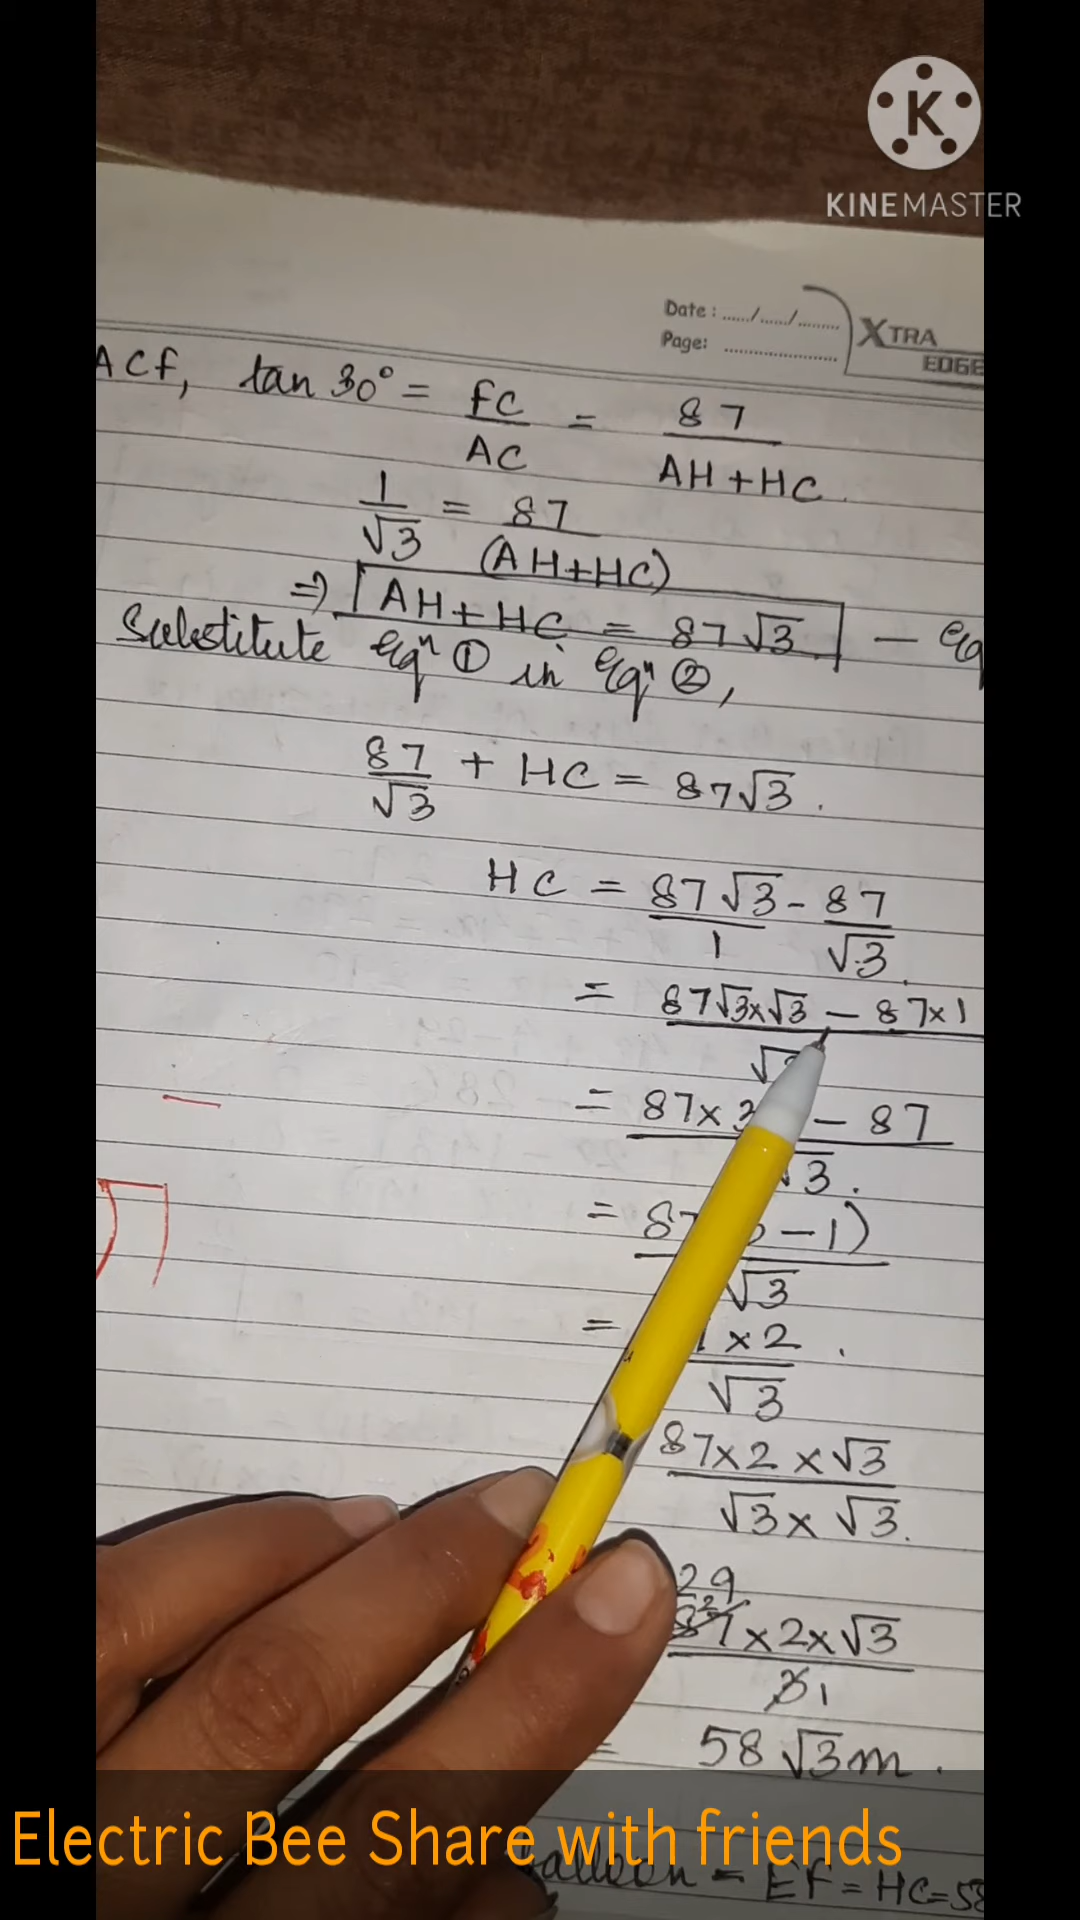 K
KINEMASTER
Date : ....../....../.........
Page: ......................
XTRA
EDGE
ACf, tan 30° = fC/AC = 87/AH+HC.
1/√3 = 87/(AH+HC)
⇒ AH+HC = 87√3 - eq
Substitute eqⁿ ① in eqⁿ ②,
87/√3 + HC = 87√3.
HC = 87√3/1 - 87/√3.
= 87√3×√3 - 87×1
= 87×3 - 87/√3.
= - 1)/√3
= ×2/√3.
87×2×√3/√3×√3.
29
87×2×√3/3 1
= 58√3m.
Electric Bee Share with friends
= Ef = HC = 58